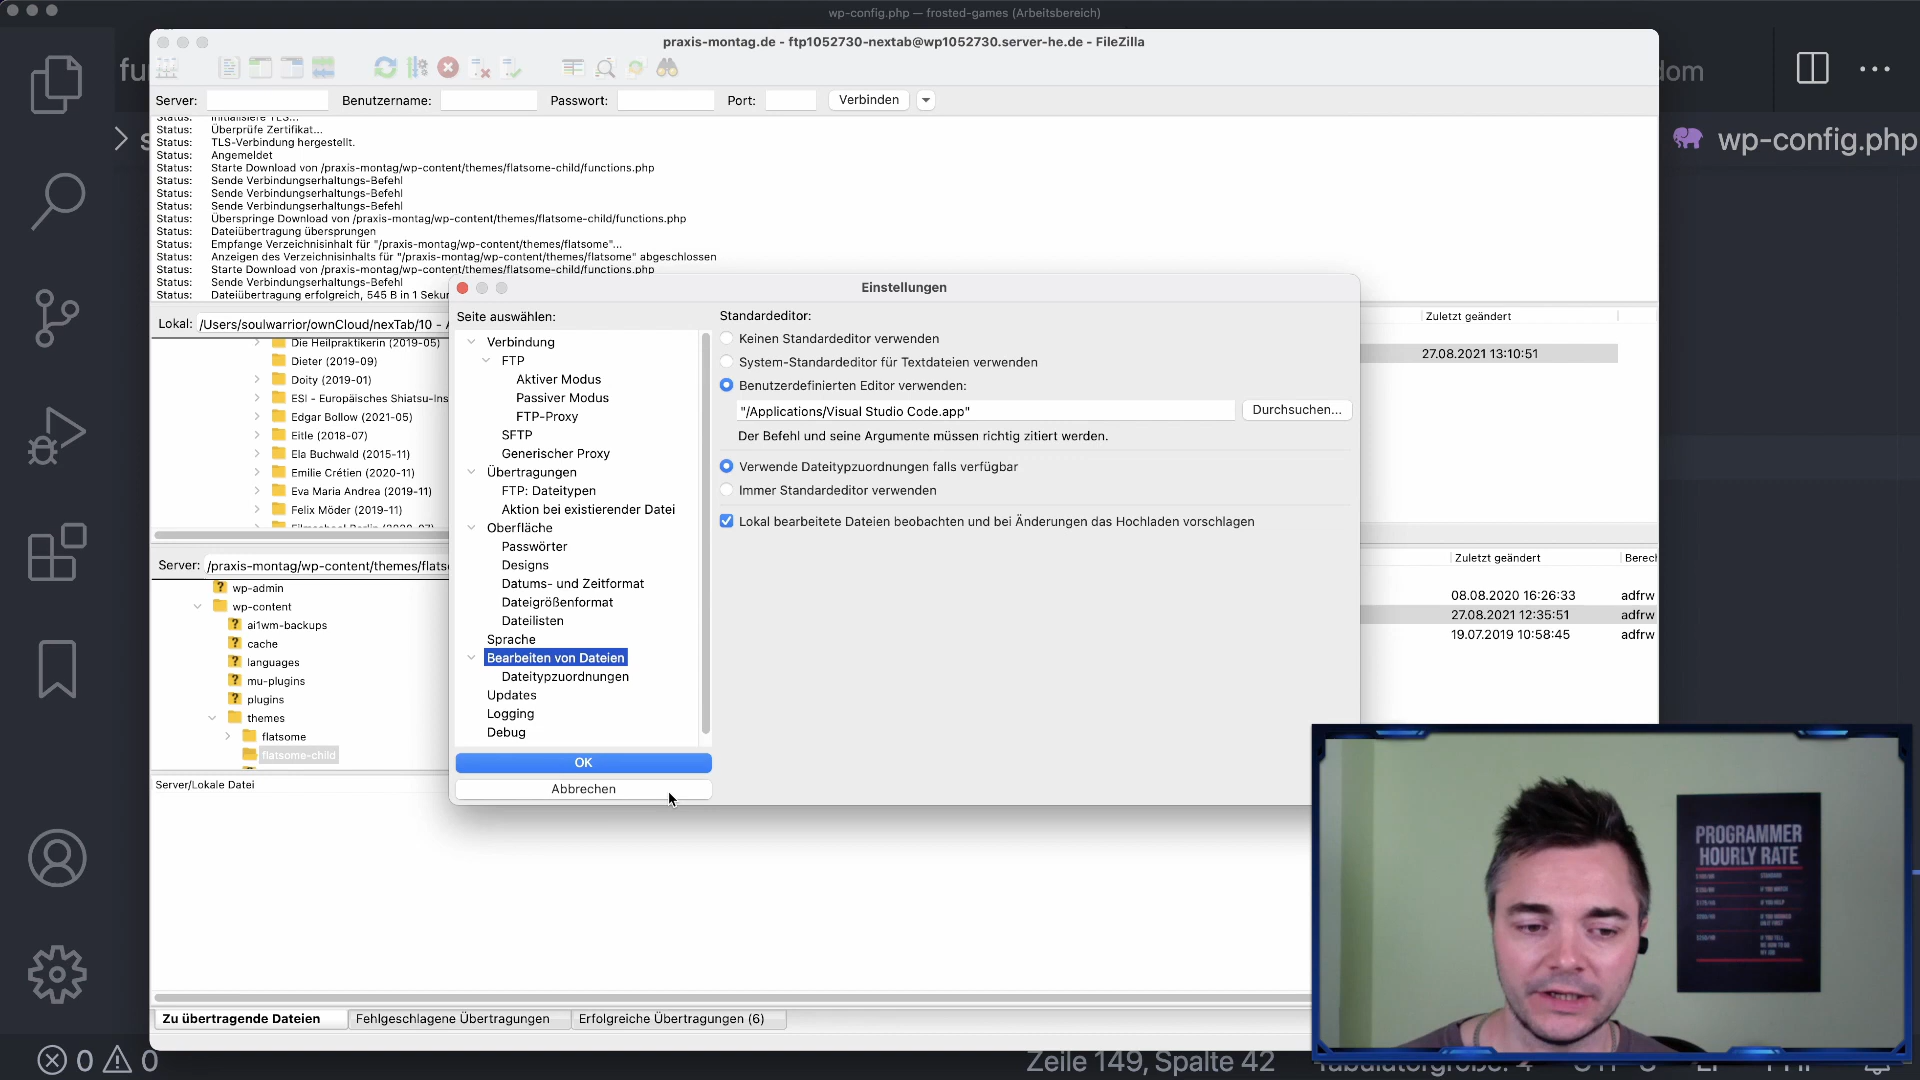 wp-config.php — frosted-games (Arbeitsbereich)
praxis-montag.de - ftp1052730-nextab@wp1052730.server-he.de - FileZilla
fu
dom
Server:
Benutzername:
Passwort:
Port:
Verbinden
wp-config.php
Status: Initialisiere TLS...
Status: Überprüfe Zertifikat...
Status: TLS-Verbindung hergestellt.
Status: Angemeldet
Status: Starte Download von /praxis-montag/wp-content/themes/flatsome-child/functions.php
Status: Sende Verbindungserhaltungs-Befehl
Status: Sende Verbindungserhaltungs-Befehl
Status: Sende Verbindungserhaltungs-Befehl
Status: Überspringe Download von /praxis-montag/wp-content/themes/flatsome-child/functions.php
Status: Dateiübertragung übersprungen
Status: Empfange Verzeichnisinhalt für "/praxis-montag/wp-content/themes/flatsome"...
Status: Anzeigen des Verzeichnisinhalts für "/praxis-montag/wp-content/themes/flatsome" abgeschlossen
Status: Starte Download von /praxis-montag/wp-content/themes/flatsome-child/functions.php
Status: Sende Verbindungserhaltungs-Befehl
Status: Dateiübertragung erfolgreich, 545 B in 1 Sekun
Lokal: /Users/soulwarrior/ownCloud/nexTab/10 - A
Die Heilpraktikerin (2019-05)
Dieter (2019-09)
Doity (2019-01)
ESI - Europäisches Shiatsu-Ins
Edgar Bollow (2021-05)
Eitle (2018-07)
Ela Buchwald (2015-11)
Emilie Crétien (2020-11)
Eva Maria Andrea (2019-11)
Felix Möder (2019-11)
Zuletzt geändert
27.08.2021 13:10:51
Server: /praxis-montag/wp-content/themes/flats
wp-admin
wp-content
ai1wm-backups
cache
languages
mu-plugins
plugins
themes
flatsome
flatsome-child
Zuletzt geändert
Berech
08.08.2020 16:26:33 adfrw
27.08.2021 12:35:51 adfrw
19.07.2019 10:58:45 adfrw
Server/Lokale Datei
Einstellungen
Seite auswählen:
Verbindung
FTP
Aktiver Modus
Passiver Modus
FTP-Proxy
SFTP
Generischer Proxy
Übertragungen
FTP: Dateitypen
Aktion bei existierender Datei
Oberfläche
Passwörter
Designs
Datums- und Zeitformat
Dateigrößenformat
Dateilisten
Sprache
Bearbeiten von Dateien
Dateitypzuordnungen
Updates
Logging
Debug
OK
Abbrechen
Standardeditor:
Keinen Standardeditor verwenden
System-Standardeditor für Textdateien verwenden
Benutzerdefinierten Editor verwenden:
"/Applications/Visual Studio Code.app"
Durchsuchen...
Der Befehl und seine Argumente müssen richtig zitiert werden.
Verwende Dateitypzuordnungen falls verfügbar
Immer Standardeditor verwenden
Lokal bearbeitete Dateien beobachten und bei Änderungen das Hochladen vorschlagen
PROGRAMMER
HOURLY RATE
Zu übertragende Dateien
Fehlgeschlagene Übertragungen
Erfolgreiche Übertragungen (6)
0 0
Zeile 149, Spalte 42